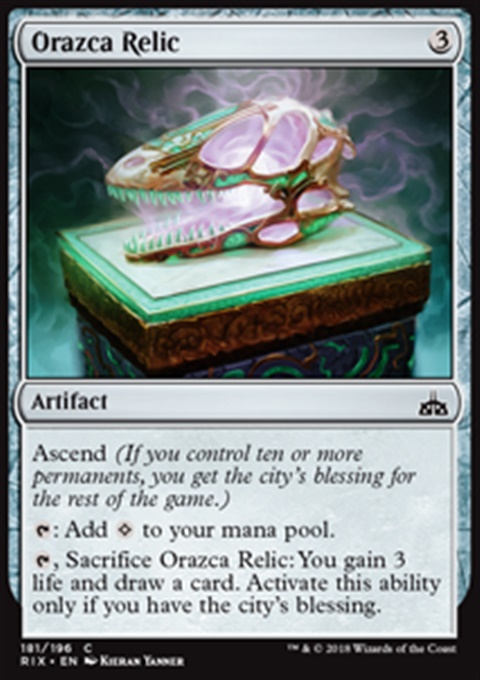 Orazca Relic 3
Artifact
Ascend (If you control ten or more
permanents, you get the city's blessing for
the rest of the game.)
: Add to your mana pool.
, Sacrifice Orazca Relic: You gain 3
life and draw a card. Activate this ability
only if you have the city's blessing.
181/196 C
RIX • EN Kieran Yanner
™ & © 2018 Wizards of the Coast